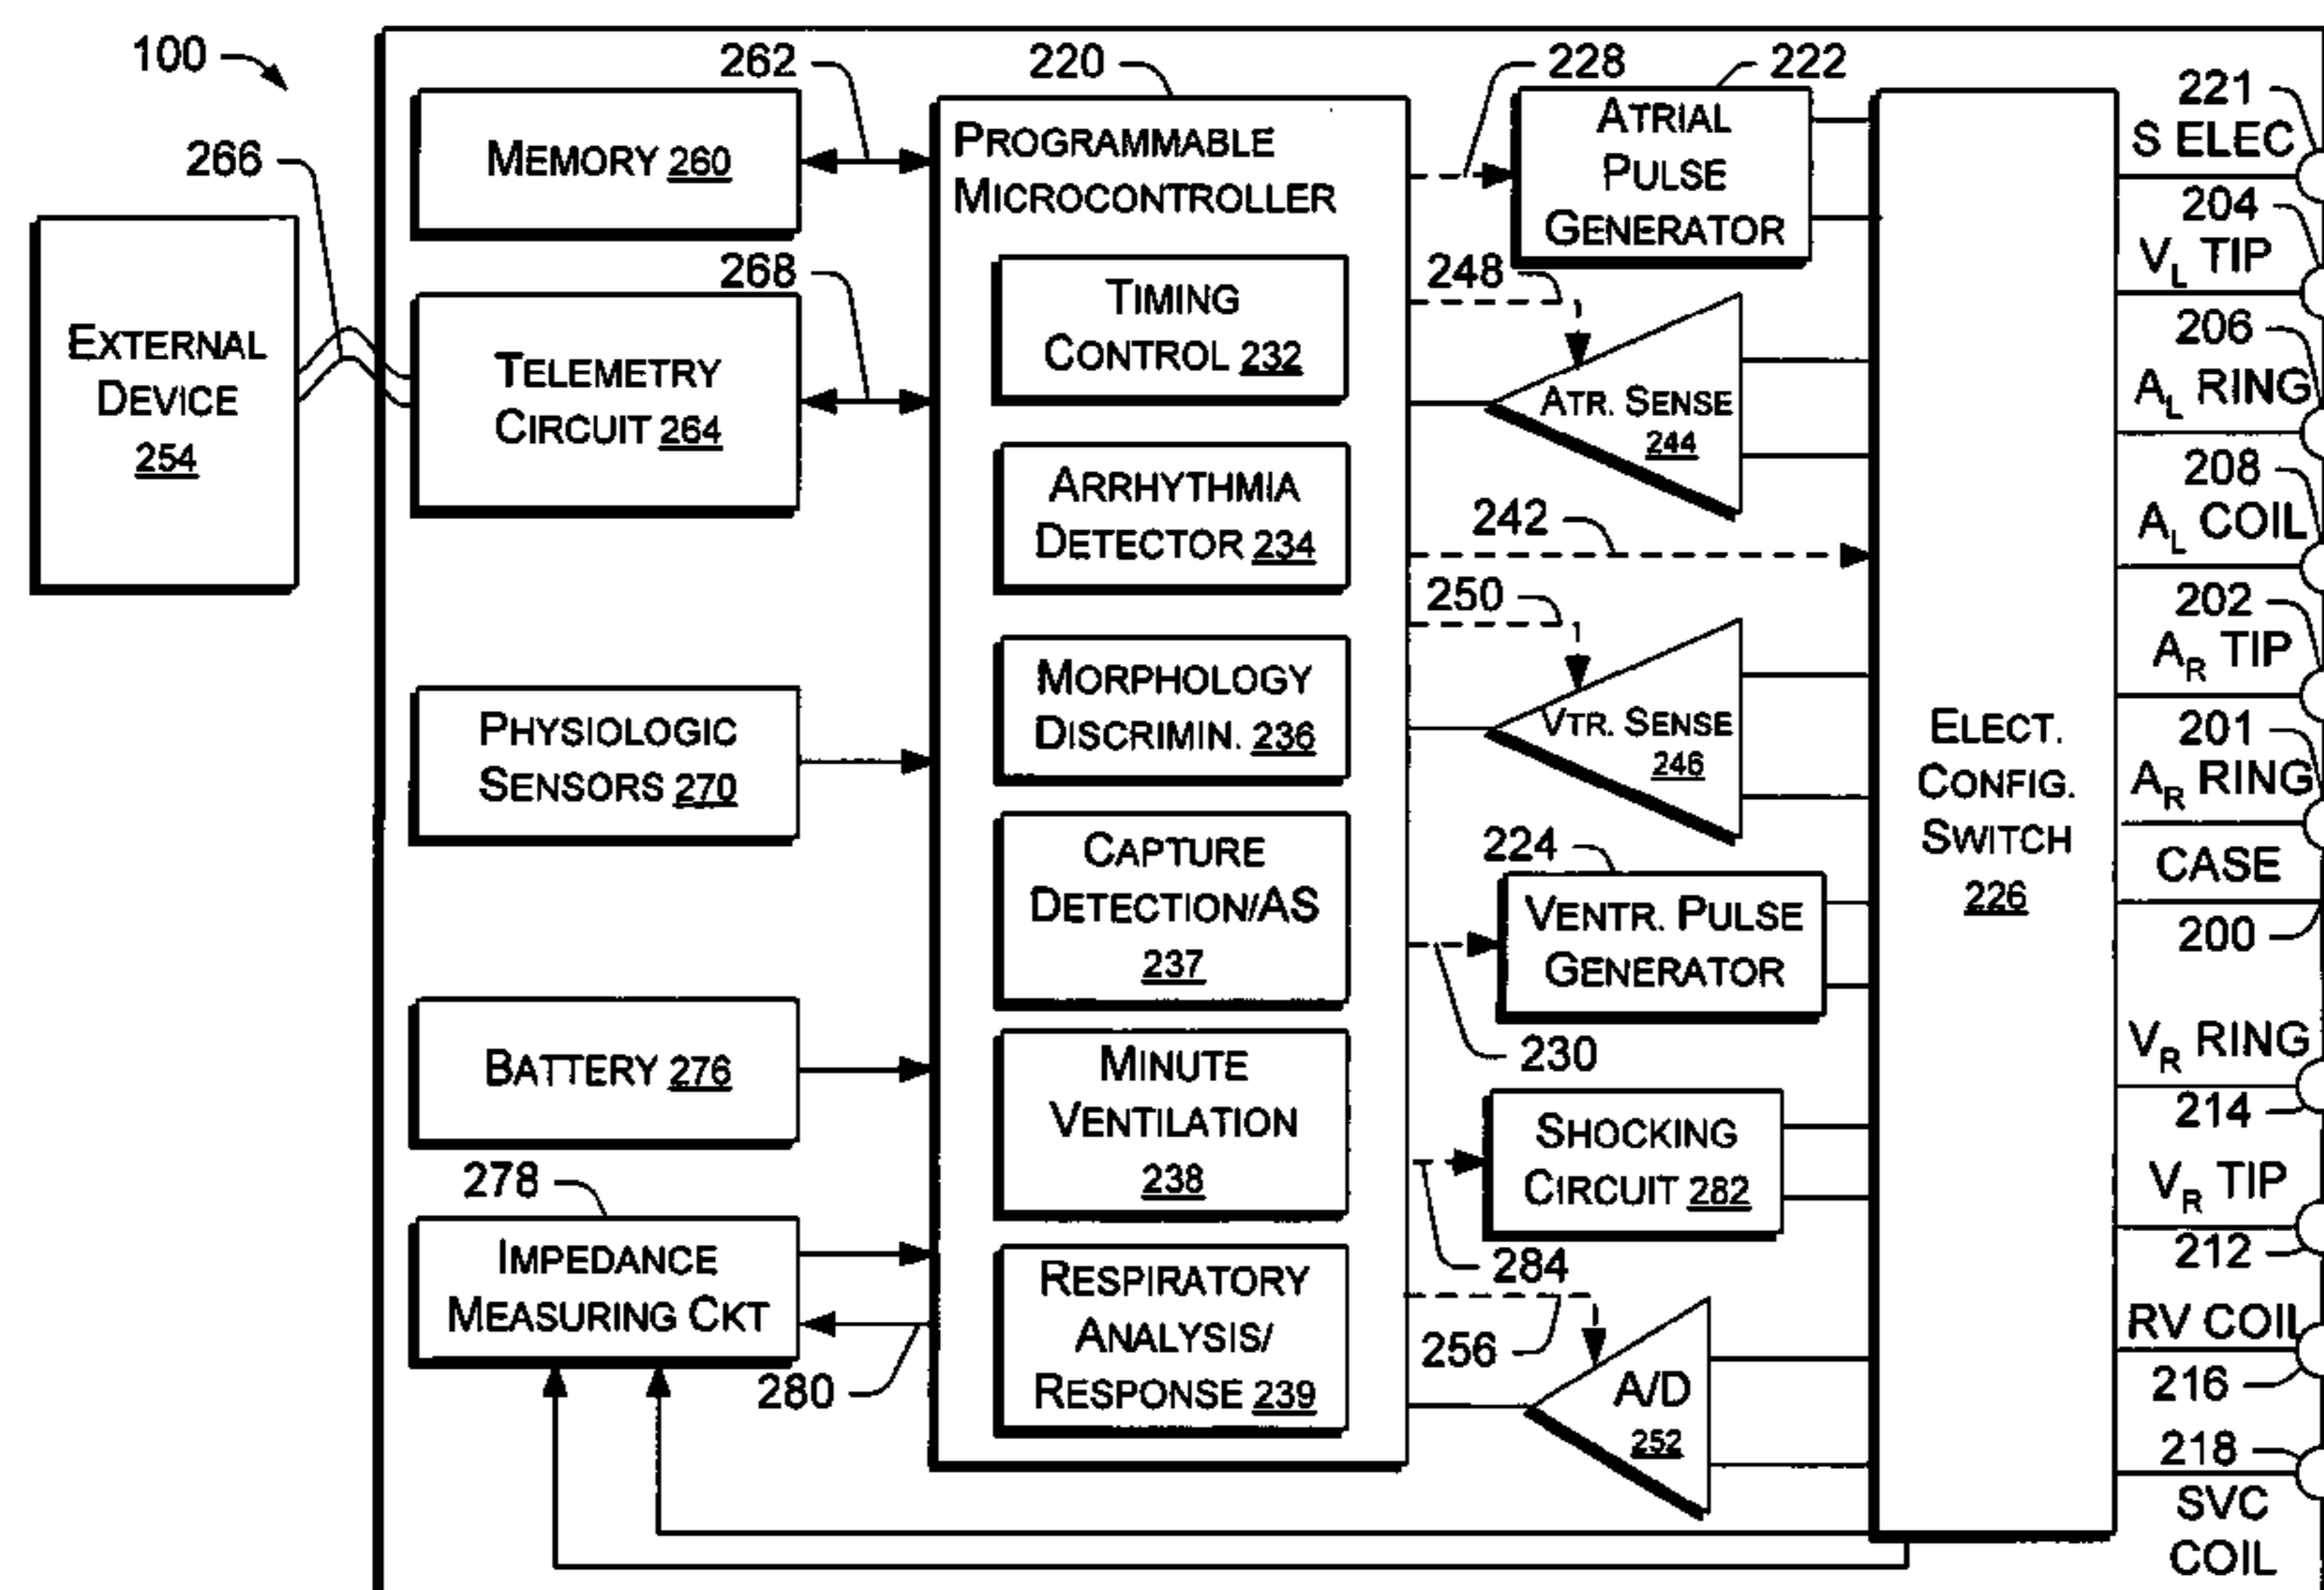 100
266
EXTERNAL
DEVICE
254
262
MEMORY 260
268
TELEMETRY
CIRCUIT 264
PHYSIOLOGIC
SENSORS 270
BATTERY 276
278
IMPEDANCE
MEASURING CKT
280
220
PROGRAMMABLE
MICROCONTROLLER
TIMING
CONTROL 232
ARRHYTHMIA
DETECTOR 234
MORPHOLOGY
DISCRIMIN. 236
CAPTURE
DETECTION/AS
237
MINUTE
VENTILATION
238
RESPIRATORY
ANALYSIS/
RESPONSE 239
228
222
ATRIAL
PULSE
GENERATOR
248
ATR. SENSE
244
242
250
VTR. SENSE
246
224
VENTR. PULSE
GENERATOR
230
SHOCKING
CIRCUIT 282
284
256
A/D
252
ELECT.
CONFIG.
SWITCH
226
221
S ELEC
204
VL TIP
206
AL RING
208
AL COIL
202
AR TIP
201
AR RING
CASE
200
VR RING
214
VR TIP
212
RV COIL
216
218
SVC
COIL